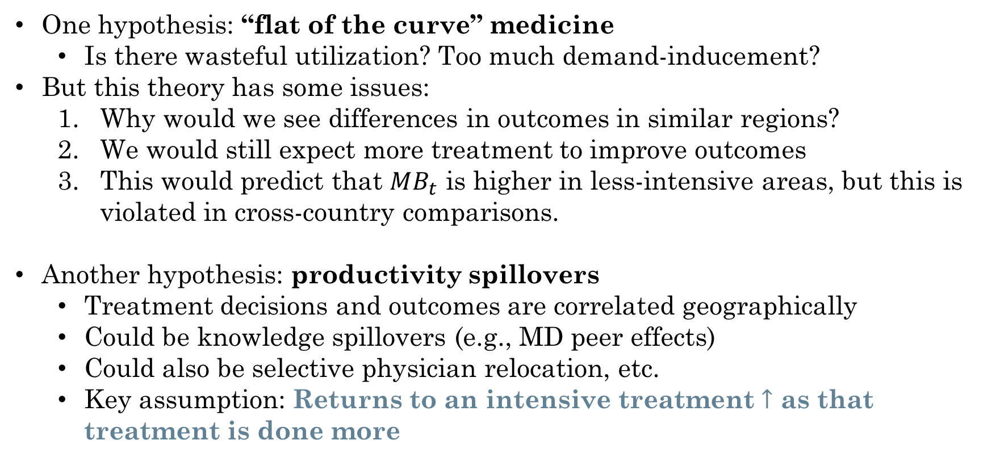 • One hypothesis: “flat of the curve” medicine
• Is there wasteful utilization? Too much demand-inducement?
• But this theory has some issues:
1. Why would we see differences in outcomes in similar regions?
2. We would still expect more treatment to improve outcomes
3. This would predict that MBₜ is higher in less-intensive areas, but this is
violated in cross-country comparisons.
• Another hypothesis: productivity spillovers
• Treatment decisions and outcomes are correlated geographically
• Could be knowledge spillovers (e.g., MD peer effects)
• Could also be selective physician relocation, etc.
• Key assumption: Returns to an intensive treatment ↑ as that
treatment is done more